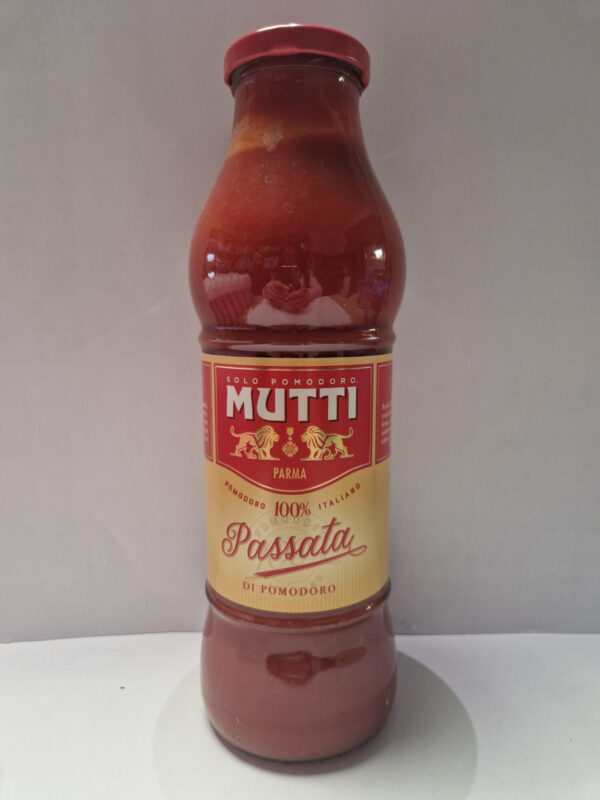 SOLO POMODORO
MUTTI
PARMA
POMODORO 100% ITALIANO
Passata
DI POMODORO